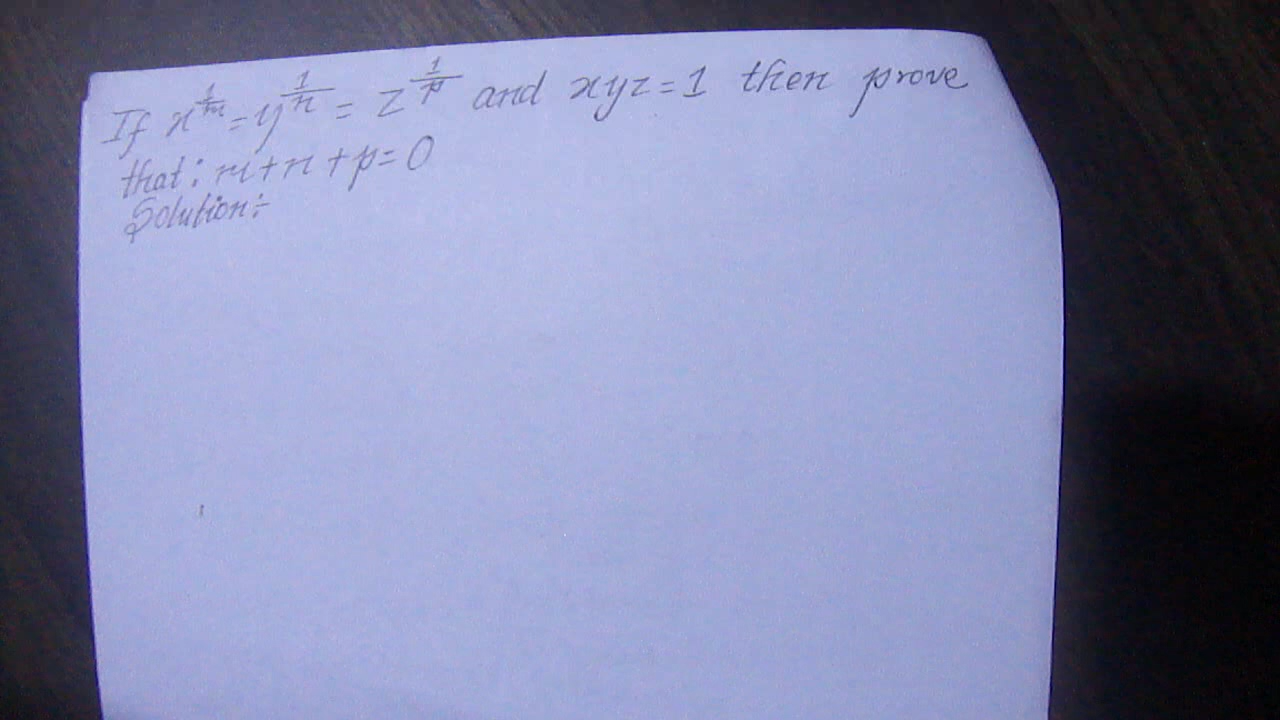 If x^(1/m) = y^(1/n) = z^(1/p) and xyz=1 then prove
that: m+n+p=0
Solution:-